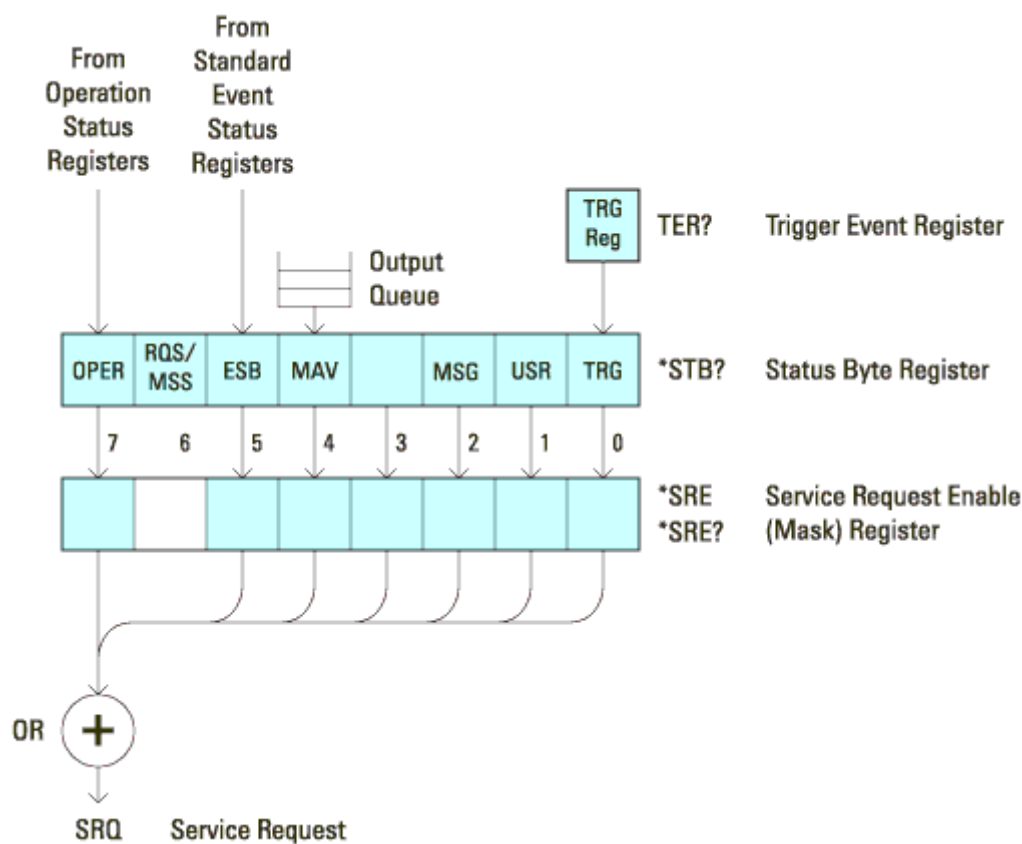 From
Operation
Status
Registers
From
Standard
Event
Status
Registers
TRG
Reg
TER? Trigger Event Register
Output
Queue
OPER RQS/
MSS ESB MAV MSG USR TRG *STB? Status Byte Register
7 6 5 4 3 2 1 0
*SRE Service Request Enable
*SRE? (Mask) Register
OR +
SRQ Service Request